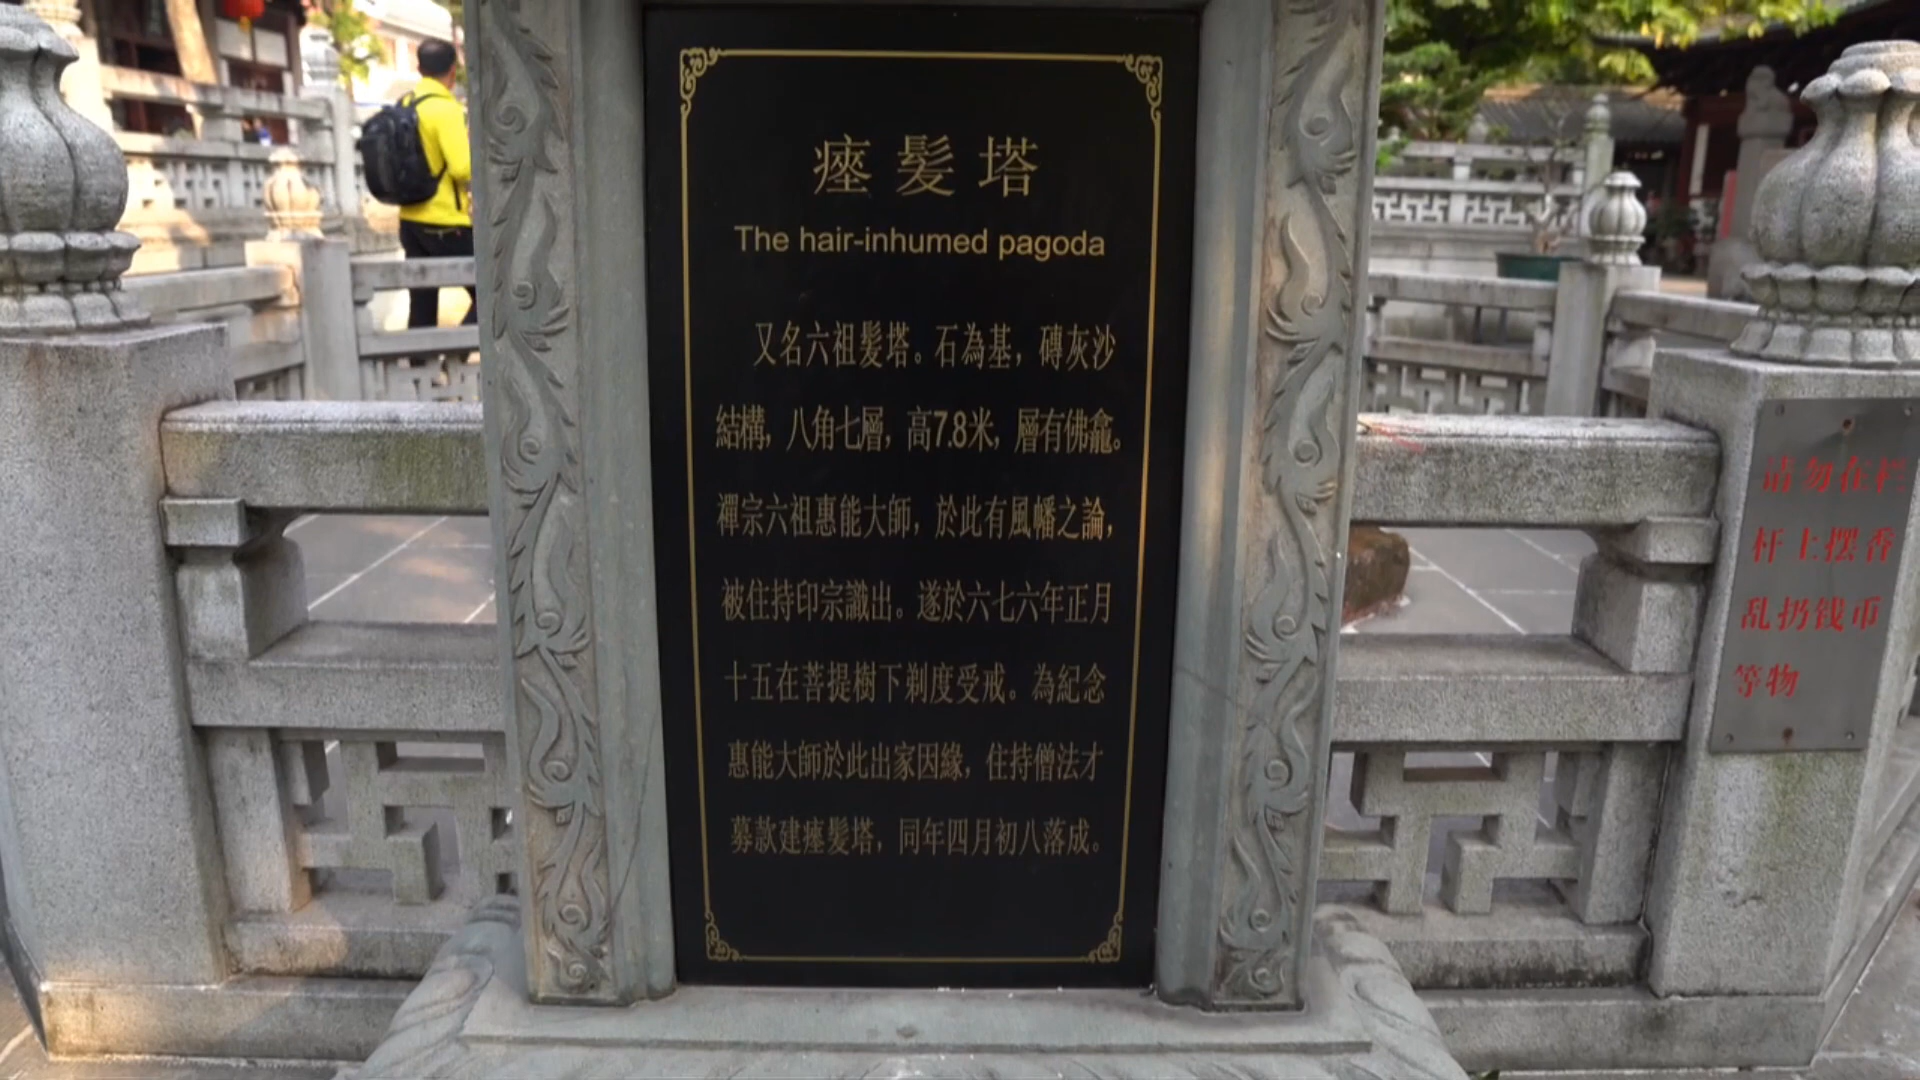 瘞髮塔
The hair-inhumed pagoda
又名六祖髮塔。石為基，磚灰沙
結構，八角七層，高7.8米，層有佛龕。
禪宗六祖惠能大師，於此有風幡之論，
被住持印宗識出。遂於六七六年正月
十五在菩提樹下剃度受戒。為紀念
惠能大師於此出家因緣，住持僧法才
募款建瘞髮塔，同年四月初八落成。
请勿在栏
杆上摆香
乱扔钱币
等物